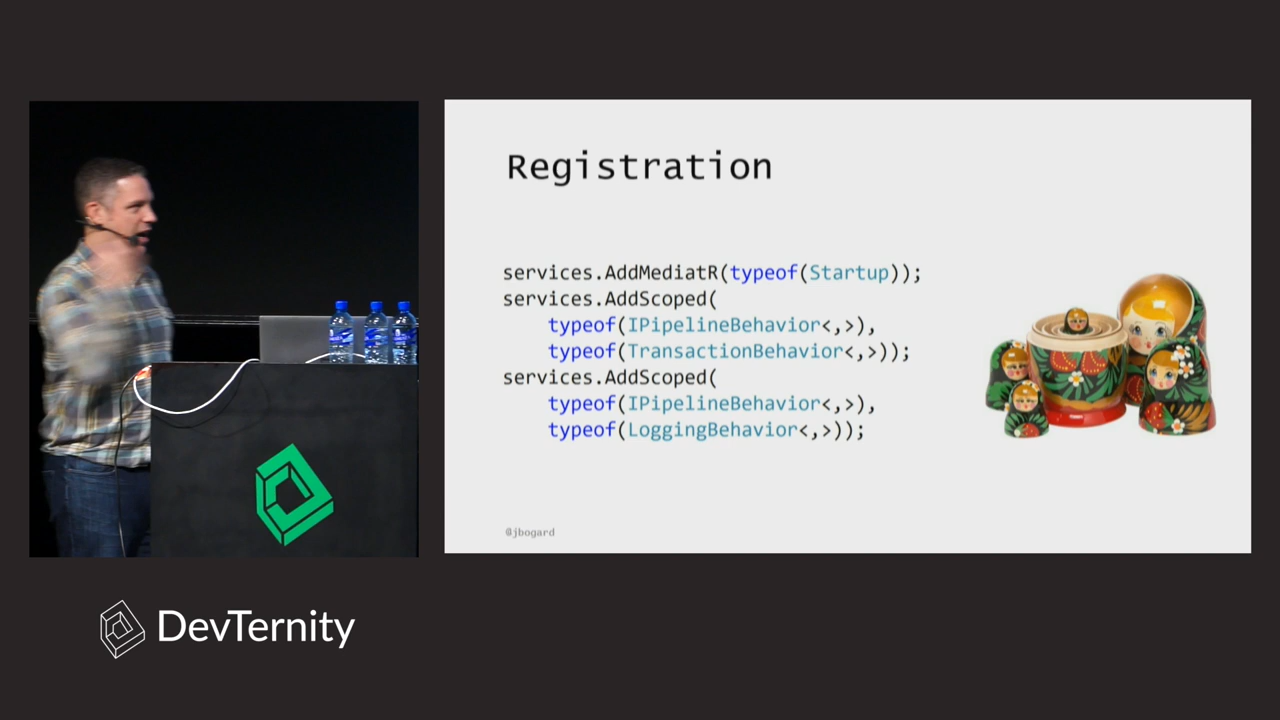 Registration
services.AddMediatR(typeof(Startup));
services.AddScoped(
    typeof(IPipelineBehavior<,>),
    typeof(TransactionBehavior<,>));
services.AddScoped(
    typeof(IPipelineBehavior<,>),
    typeof(LoggingBehavior<,>));
@jbogard
DevTernity